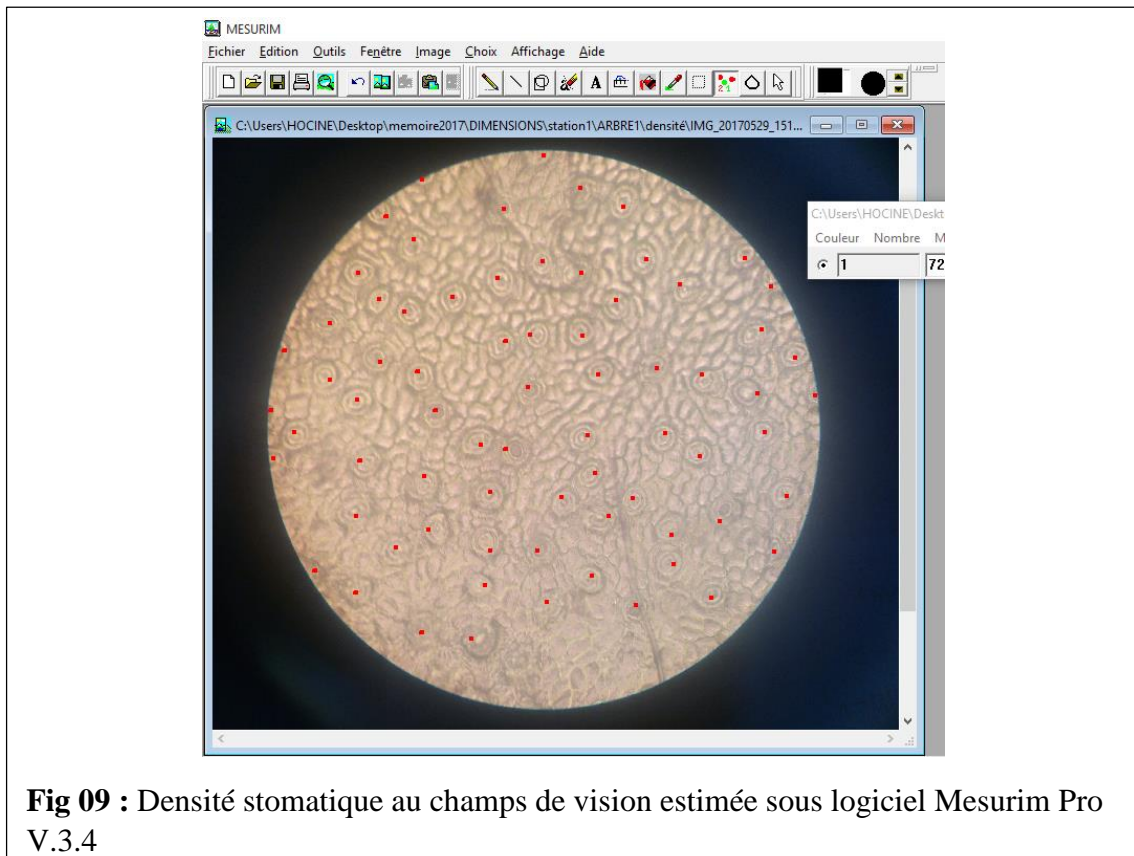 MESURIM
Fichier Edition Outils Fenêtre Image Choix Affichage Aide
C:\Users\HOCINE\Desktop\memoire2017\DIMENSIONS\station1\ARBRE1\densité\IMG_20170529_151...
C:\Users\HOCINE\Deskt
Couleur Nombre M
1 72
Fig 09 : Densité stomatique au champs de vision estimée sous logiciel Mesurim Pro
V.3.4